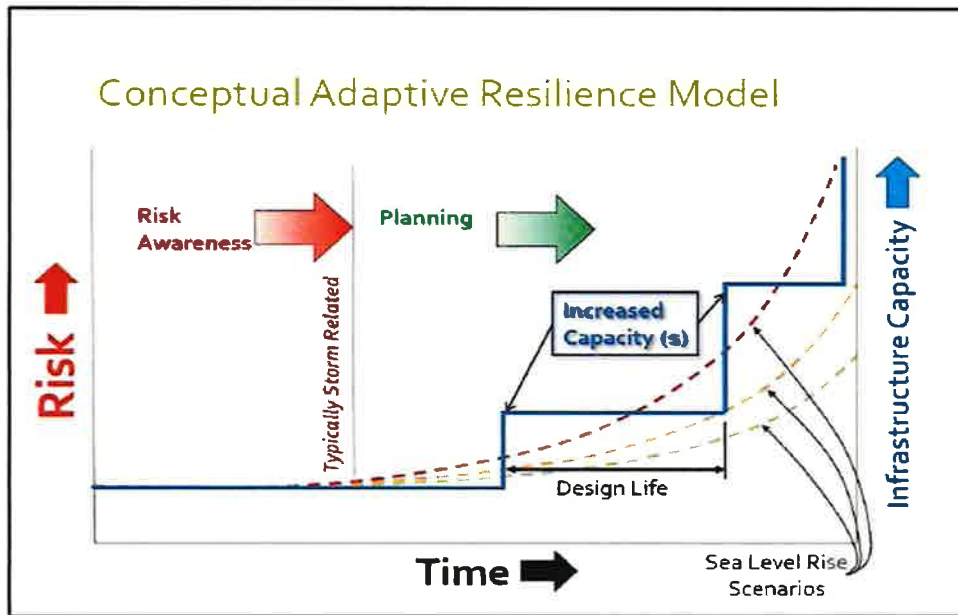 Conceptual Adaptive Resilience Model
Risk
Awareness
Planning
Typically Storm Related
Increased
Capacity (s)
Design Life
Risk
Infrastructure Capacity
Time
Sea Level Rise
Scenarios